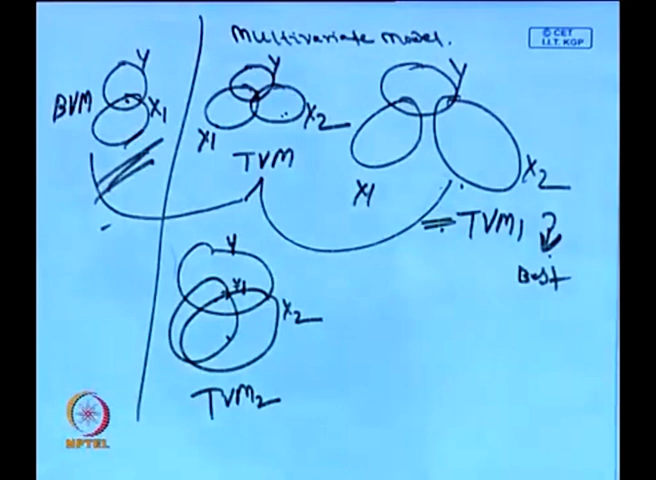 Multivariate Model.
© CET
I.I.T. KGP
Y
BVM
X1
Y
X1
X2
TVM
Y
X1
X2
TVM1
Best
Y
X1
X2
TVM2
NPTEL